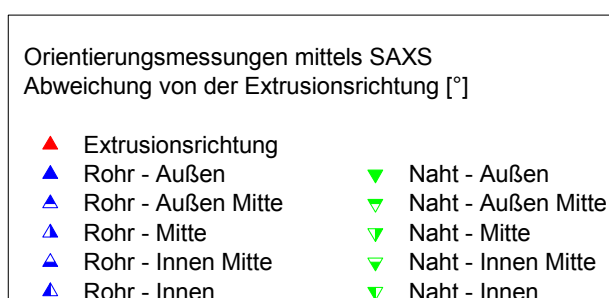 Orientierungsmessungen mittels SAXS
Abweichung von der Extrusionsrichtung [°]
Extrusionsrichtung
Rohr - Außen Naht - Außen
Rohr - Außen Mitte Naht - Außen Mitte
Rohr - Mitte Naht - Mitte
Rohr - Innen Mitte Naht - Innen Mitte
Rohr - Innen Naht - Innen